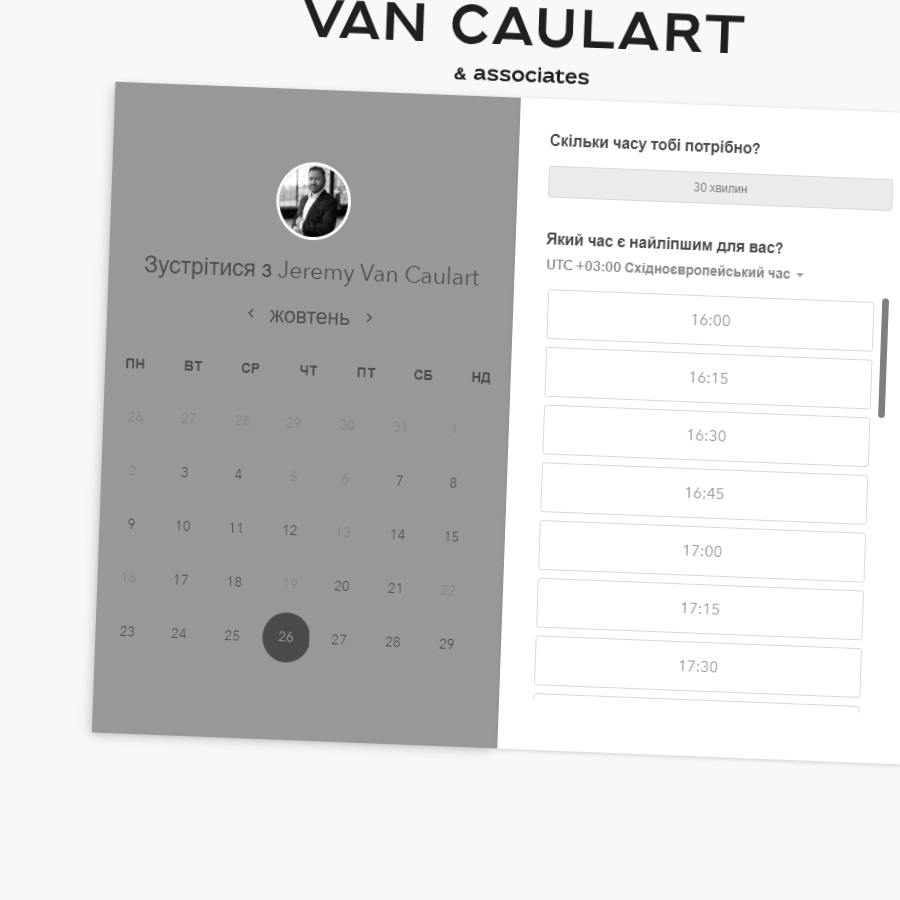 VAN CAULART
& associates
Зустрітися з Jeremy Van Caulart
жовтень
ПН ВТ СР ЧТ ПТ СБ НД
26 27 28 29 30 31 1
2 3 4 5 6 7 8
9 10 11 12 13 14 15
16 17 18 19 20 21 22
23 24 25 26 27 28 29
Скільки часу тобі потрібно?
30 хвилин
Який час є найліпшим для вас?
UTC +03:00 Східноєвропейський час
16:00
16:15
16:30
16:45
17:00
17:15
17:30